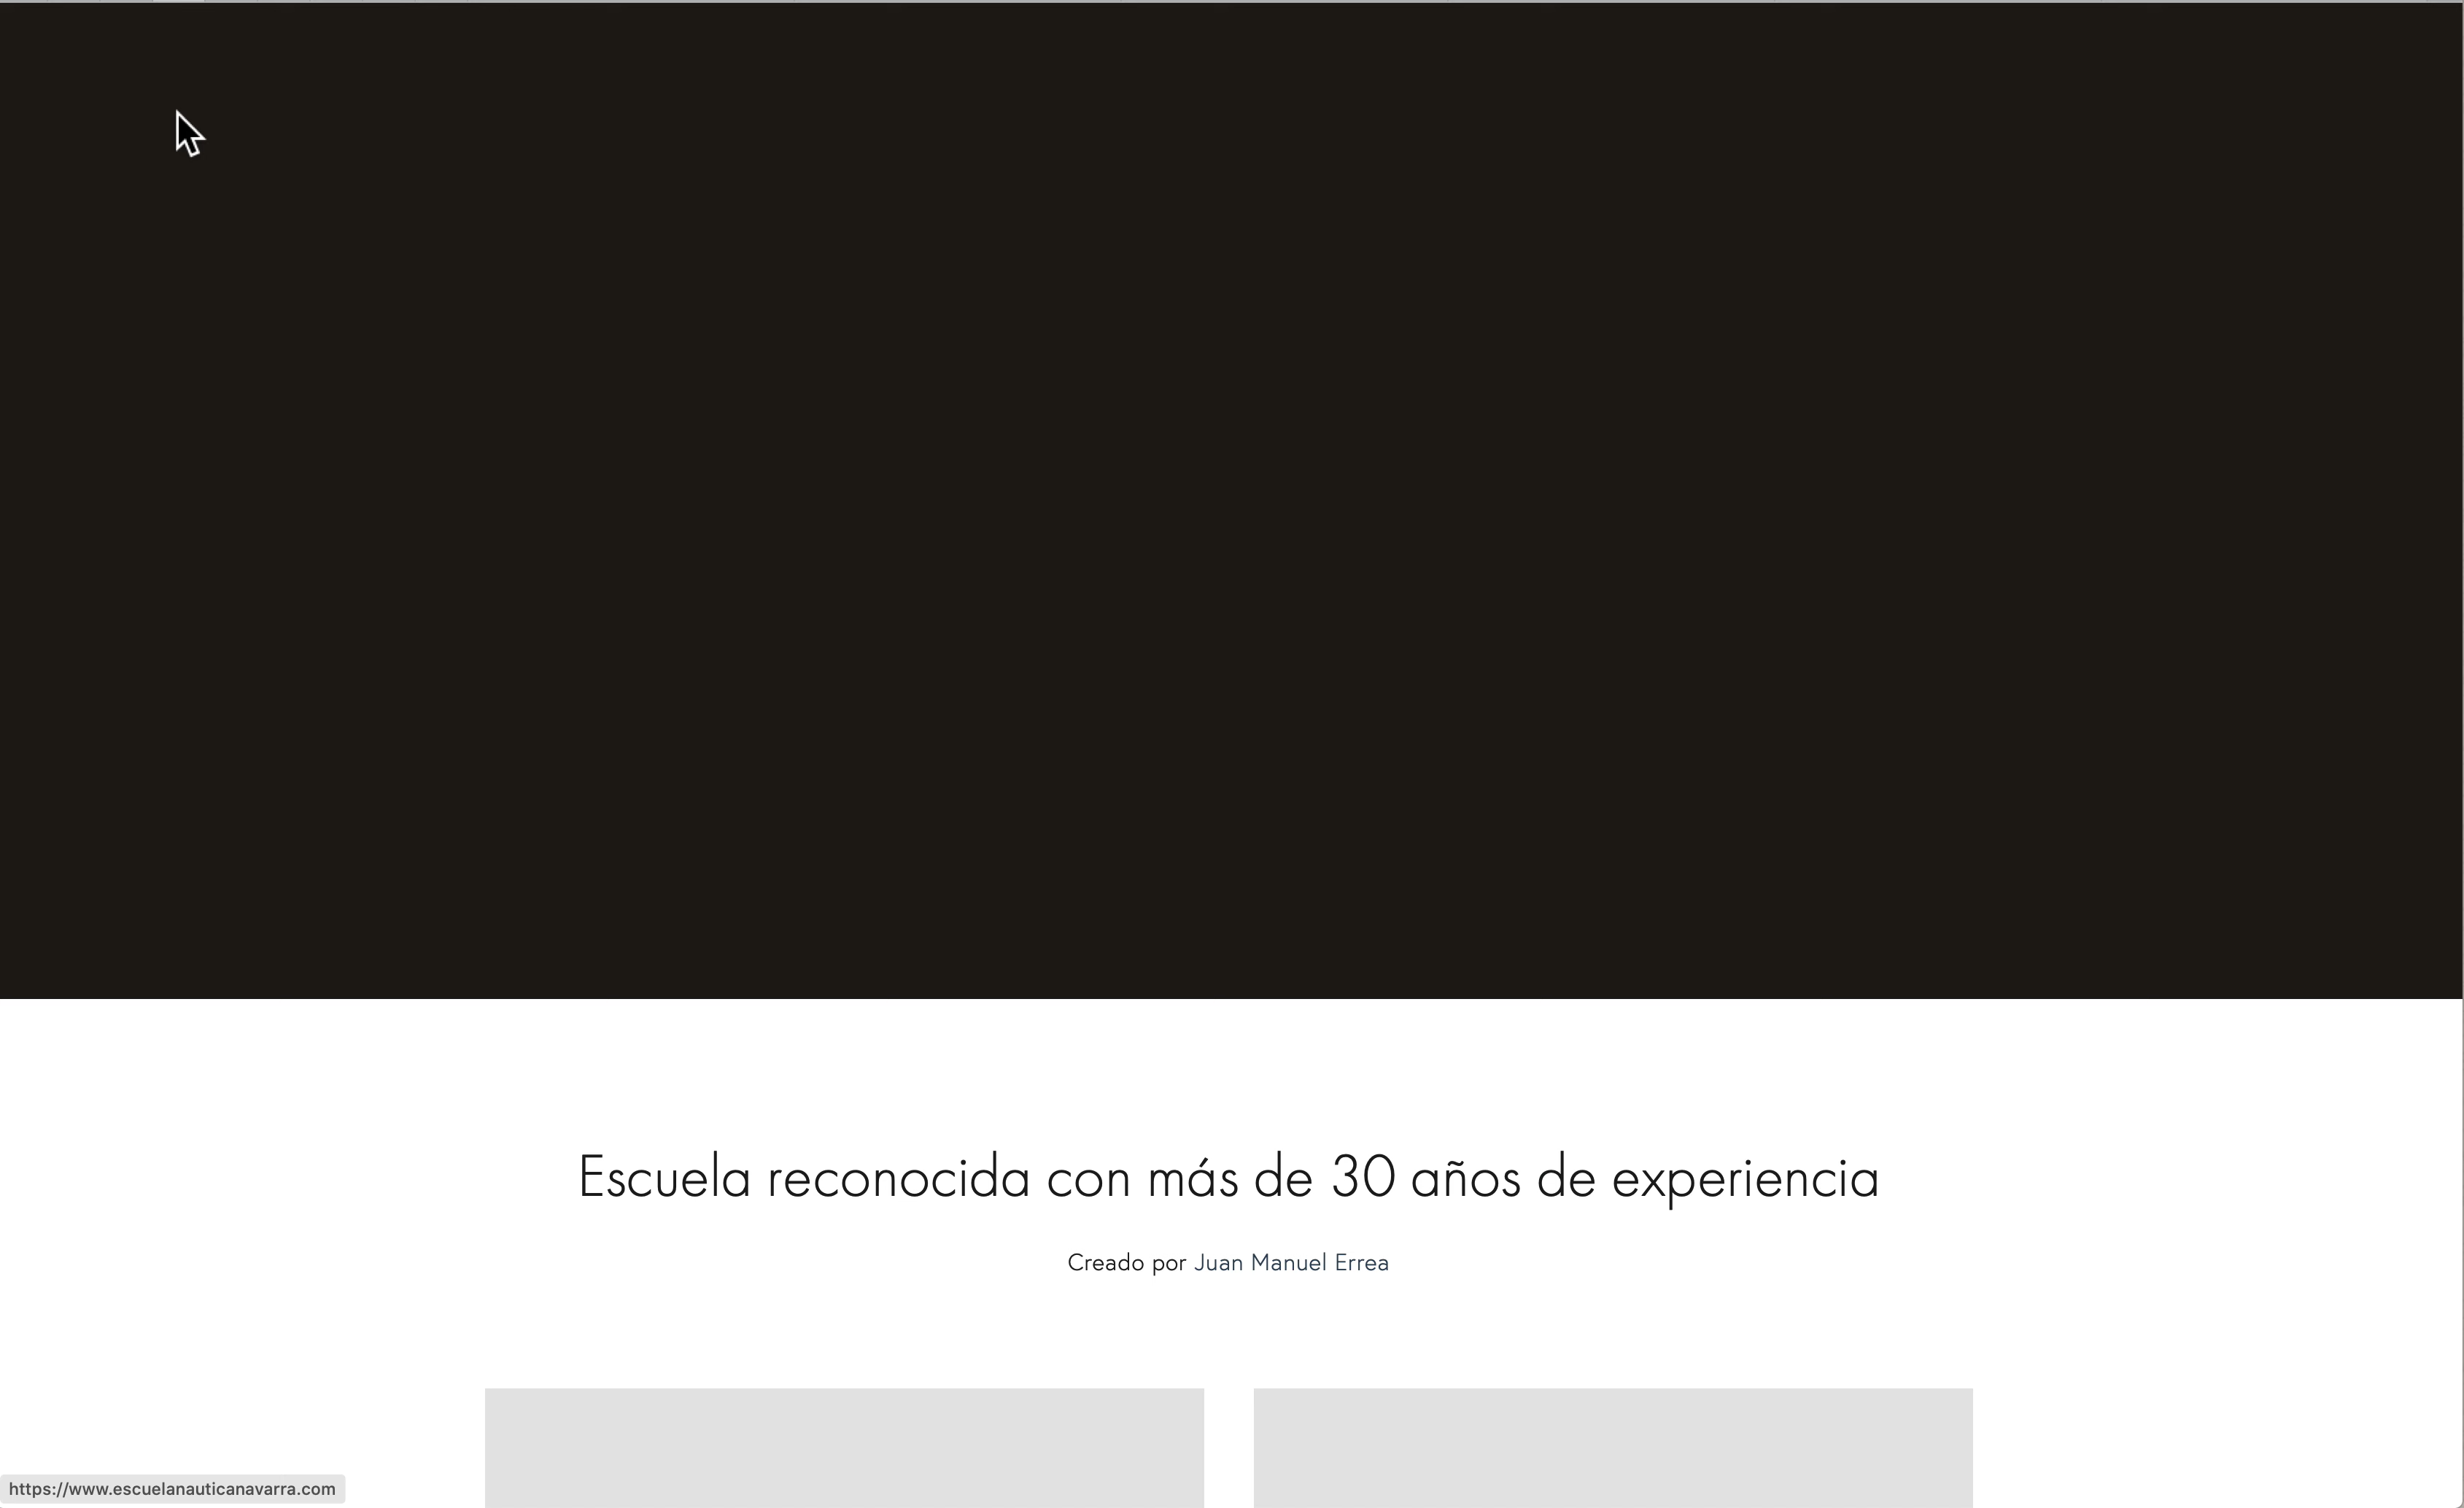 Escuela reconocida con más de 30 años de experiencia
Creado por Juan Manuel Errea
https://www.escuelanauticanavarra.com